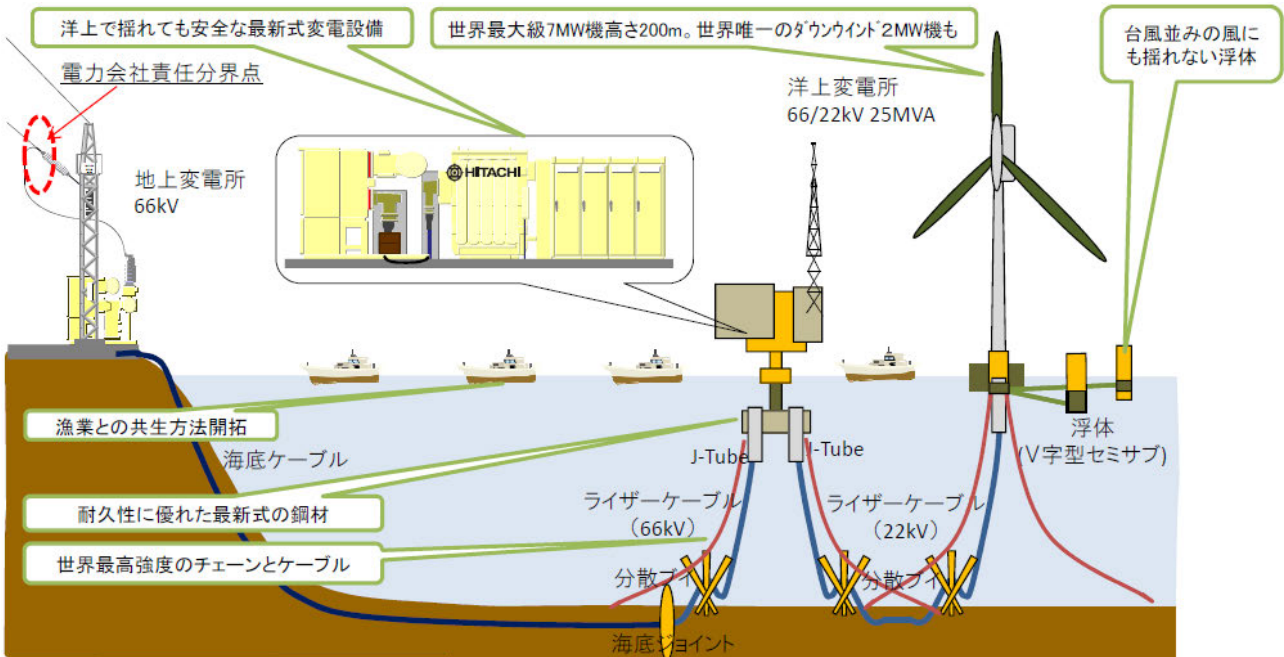 洋上で揺れても安全な最新式変電設備
世界最大級7MW機高さ200m。世界唯一のダウンウインド2MW機も
台風並みの風に
も揺れない浮体
電力会社責任分界点
洋上変電所
66/22kV 25MVA
地上変電所
66kV
HITACHI
漁業との共生方法開拓
海底ケーブル
J-Tube
J-Tube
浮体
(V字型セミサブ)
耐久性に優れた最新式の鋼材
ライザーケーブル
（66kV）
ライザーケーブル
（22kV）
世界最高強度のチェーンとケーブル
分散ブイ
分散ブイ
海底ジョイント